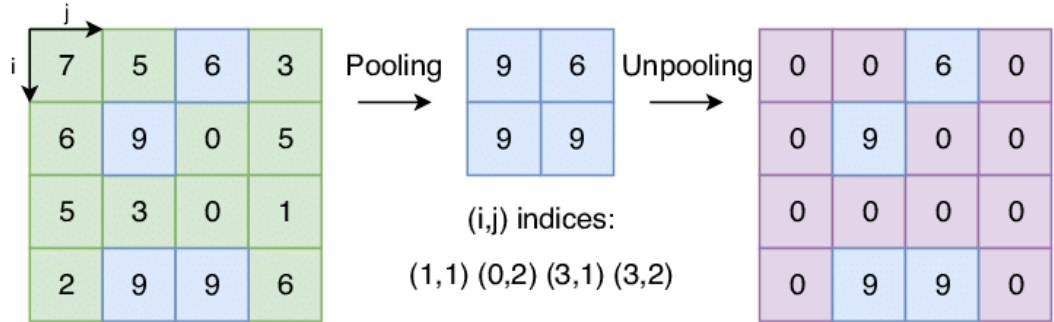 j
i
7 5 6 3
6 9 0 5
5 3 0 1
2 9 9 6
Pooling
9 6
9 9
(i,j) indices:
(1,1) (0,2) (3,1) (3,2)
Unpooling
0 0 6 0
0 9 0 0
0 0 0 0
0 9 9 0